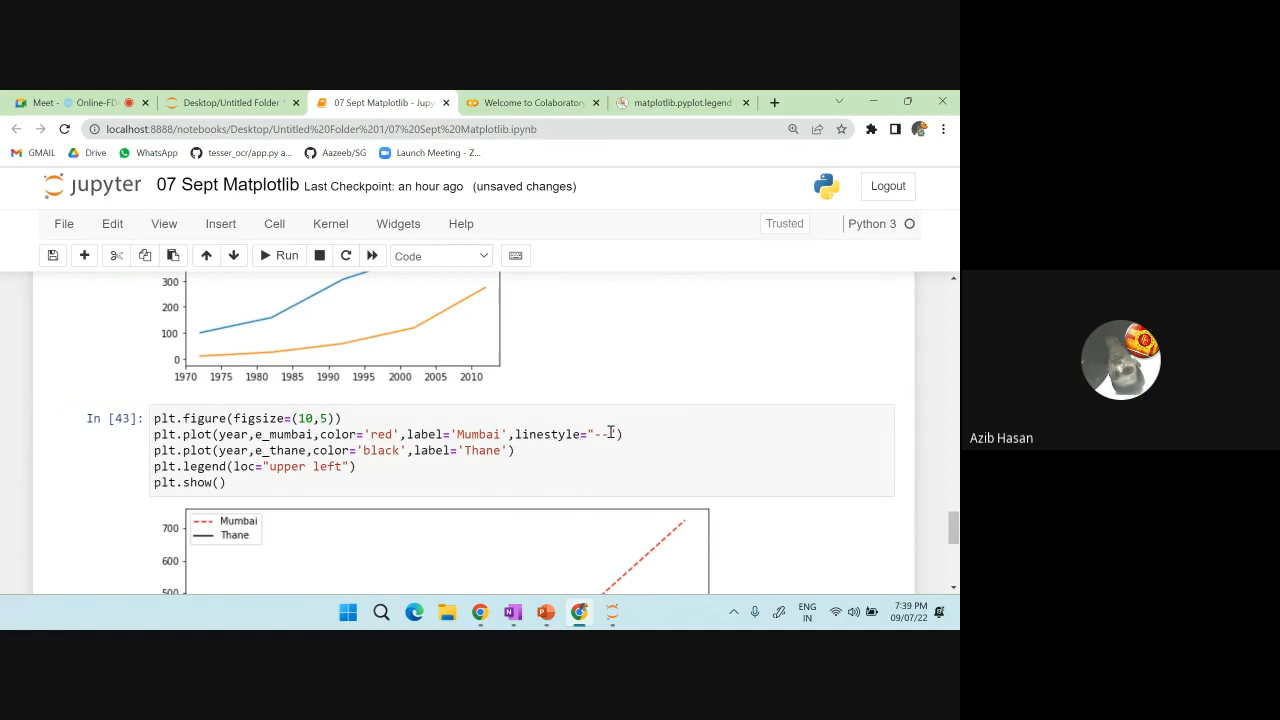 Meet - Online-FD
Desktop/Untitled Folder
07 Sept Matplotlib - Jupy
Welcome to Colaboratory
matplotlib.pyplot.legend
localhost:8888/notebooks/Desktop/Untitled%20Folder%201/07%20Sept%20Matplotlib.ipynb
GMAIL
Drive
WhatsApp
tesser_ocr/app.py a...
Aazeeb/SG
Launch Meeting - Z...
jupyter 07 Sept Matplotlib Last Checkpoint: an hour ago (unsaved changes)
Logout
File Edit View Insert Cell Kernel Widgets Help
Trusted
Python 3
Run
Code
300
200
100
0
1970 1975 1980 1985 1990 1995 2000 2005 2010
In [43]:
plt.figure(figsize=(10,5))
plt.plot(year,e_mumbai,color='red',label='Mumbai',linestyle="--")
plt.plot(year,e_thane,color='black',label='Thane')
plt.legend(loc="upper left")
plt.show()
Mumbai
Thane
700
600
500
Azib Hasan
ENG
IN
7:39 PM
09/07/22